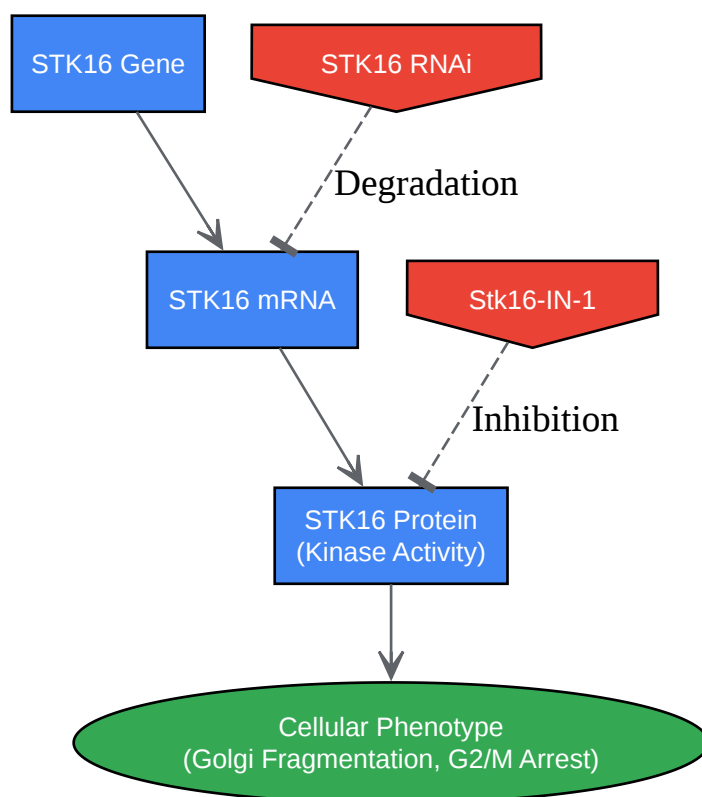 STK16 Gene
STK16 RNAi
Degradation
STK16 mRNA
Stk16-IN-1
Inhibition
STK16 Protein
(Kinase Activity)
Cellular Phenotype
(Golgi Fragmentation, G2/M Arrest)